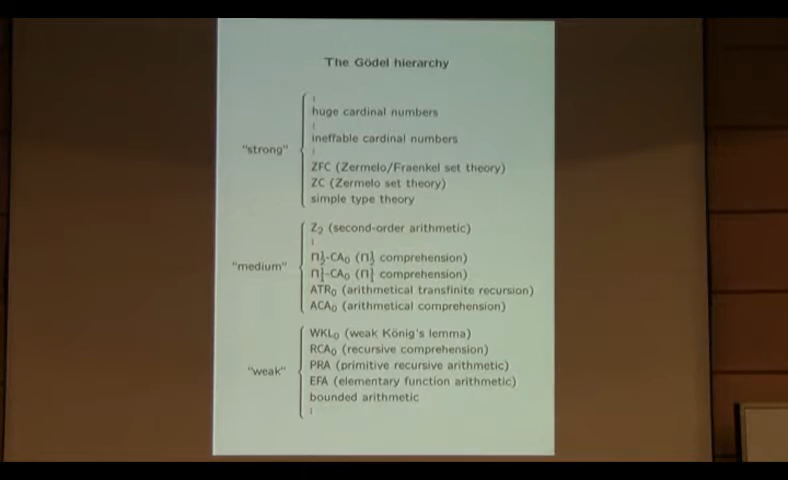 The Gödel hierarchy
"strong"
⋮
huge cardinal numbers
⋮
ineffable cardinal numbers
⋮
ZFC (Zermelo/Fraenkel set theory)
ZC (Zermelo set theory)
simple type theory
"medium"
Z₂ (second-order arithmetic)
⋮
Π¹₂-CA₀ (Π¹₂ comprehension)
Π¹₁-CA₀ (Π¹₁ comprehension)
ATR₀ (arithmetical transfinite recursion)
ACA₀ (arithmetical comprehension)
"weak"
WKL₀ (weak König's lemma)
RCA₀ (recursive comprehension)
PRA (primitive recursive arithmetic)
EFA (elementary function arithmetic)
bounded arithmetic
⋮